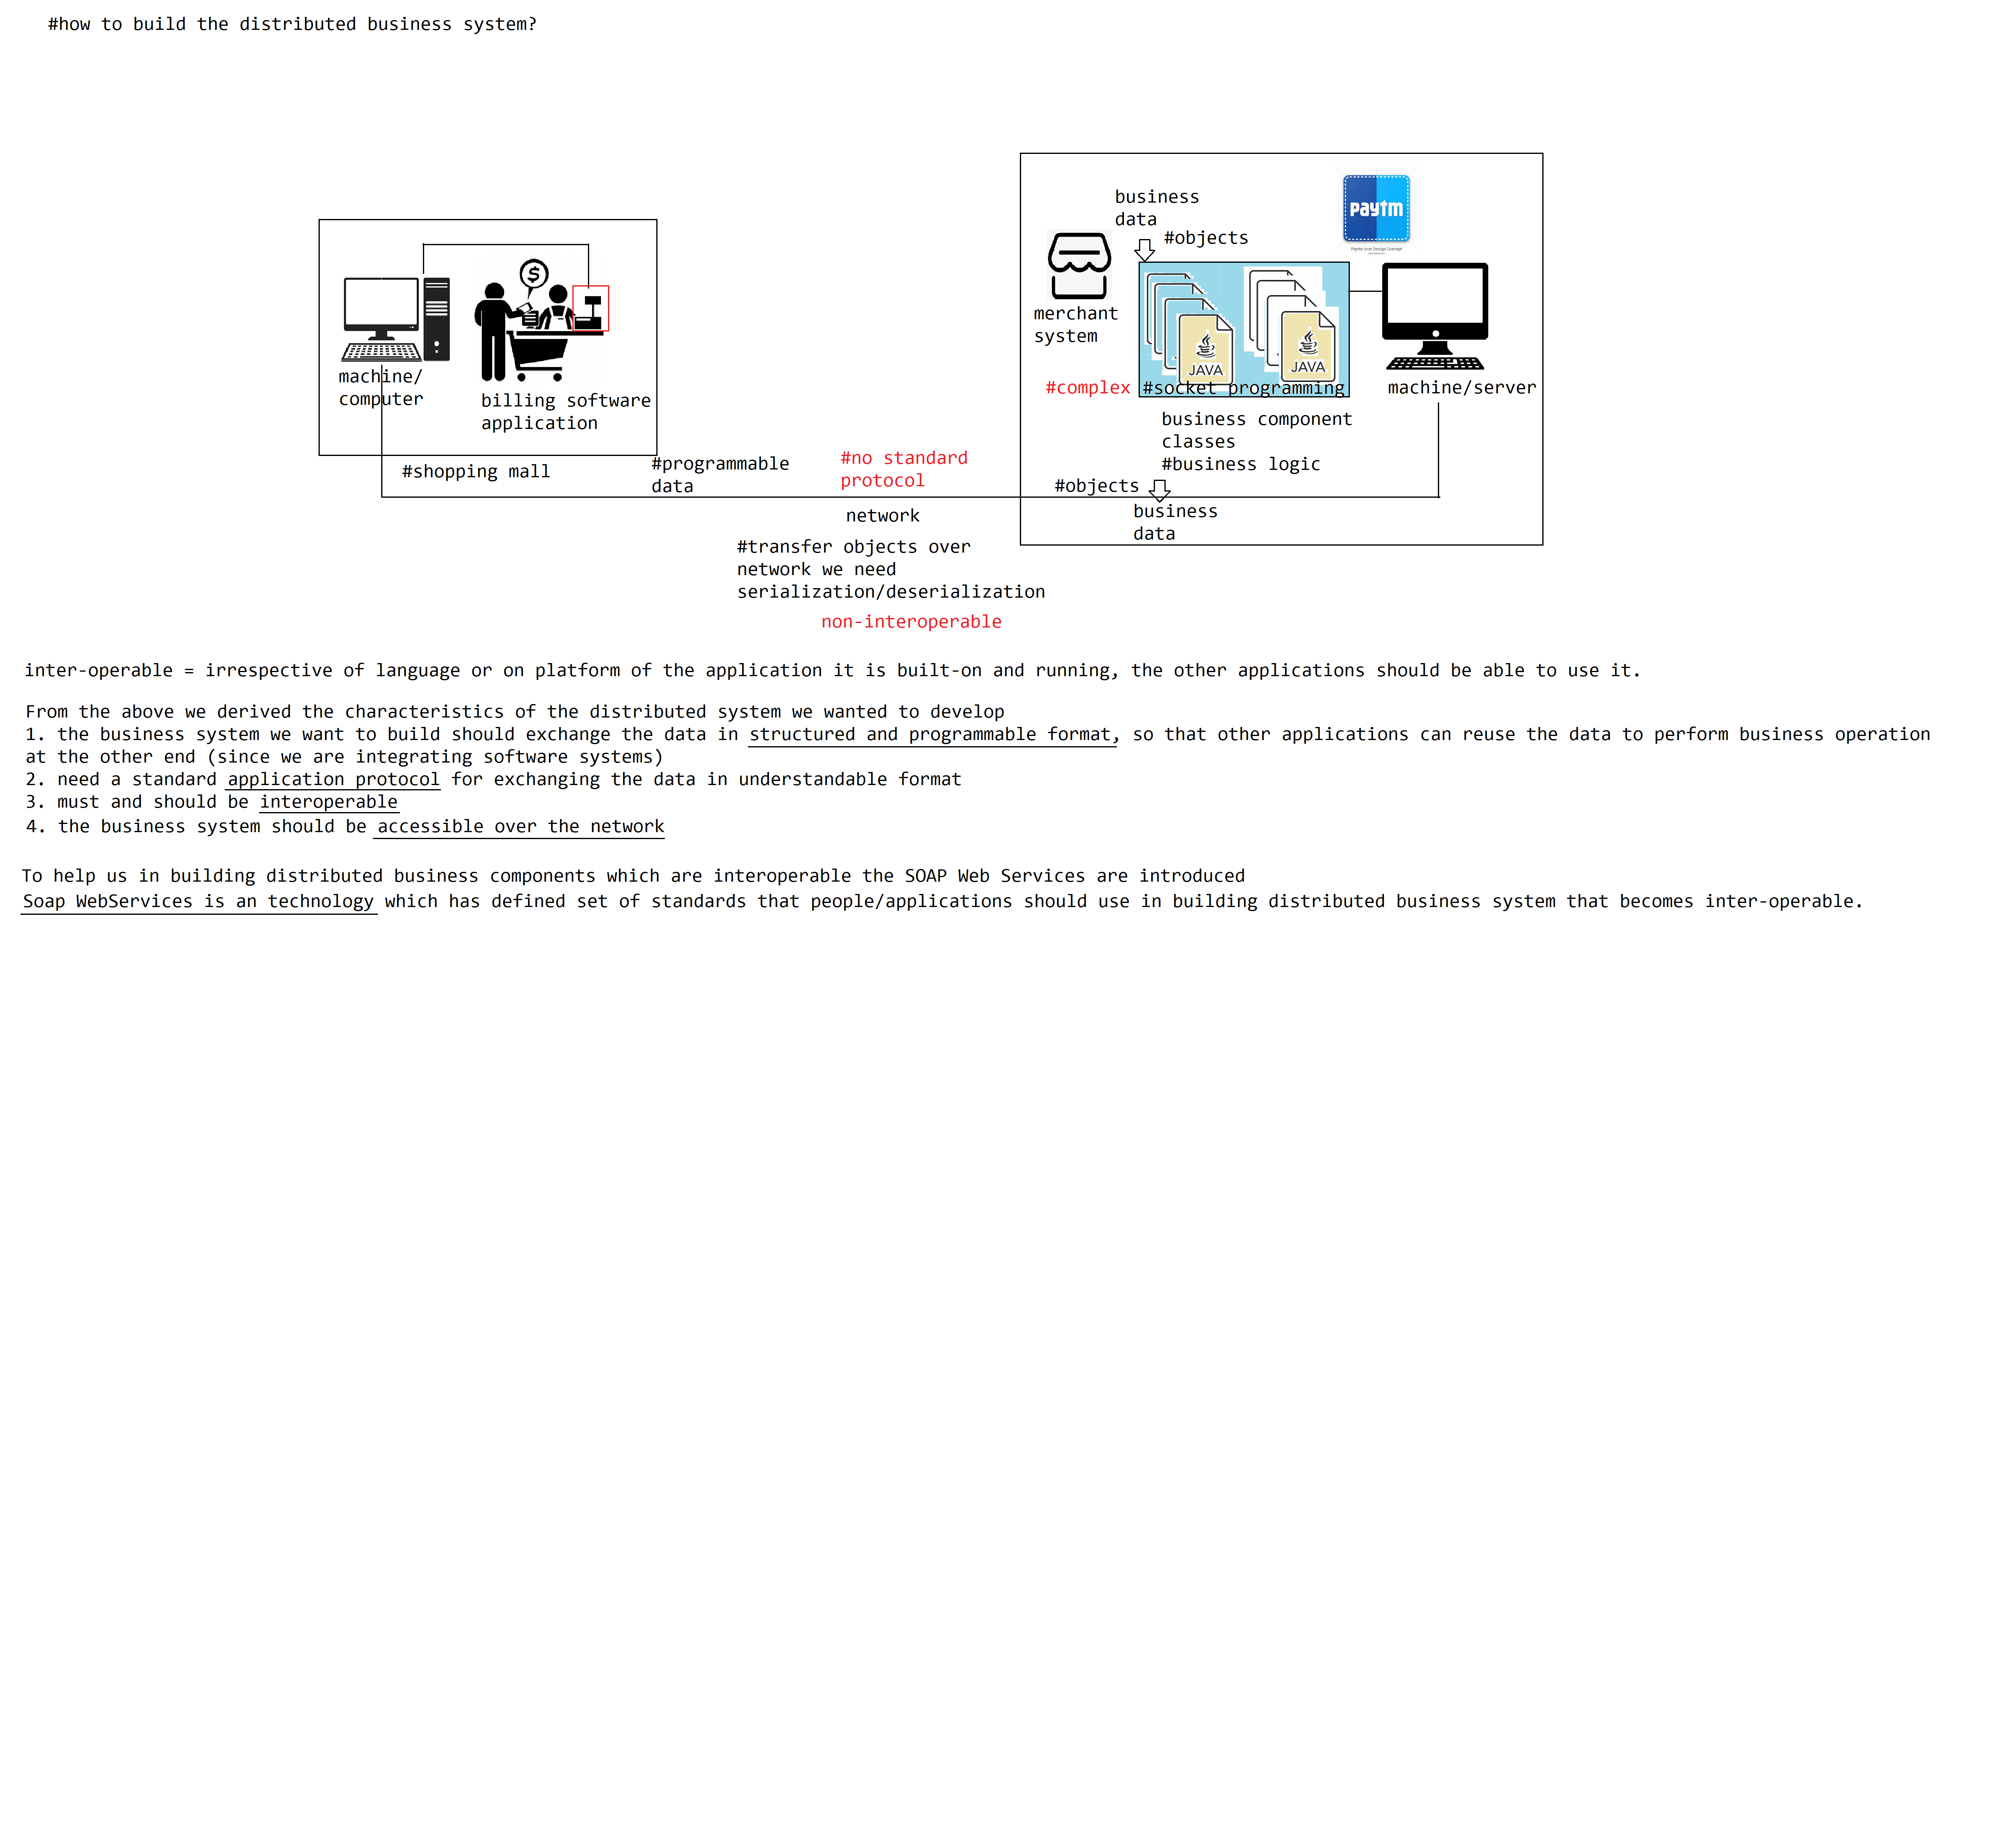 #how to build the distributed business system?
business
data
#objects
paytm
Paytm Icon Design Concept
merchant
system
JAVA
JAVA
machine/
computer
billing software
application
#complex
#socket programming
machine/server
business component
classes
#business logic
#shopping mall
#programmable
data
#no standard
protocol
#objects
network
business
data
#transfer objects over
network we need
serialization/deserialization
non-interoperable
inter-operable = irrespective of language or on platform of the application it is built-on and running, the other applications should be able to use it.
From the above we derived the characteristics of the distributed system we wanted to develop
1. the business system we want to build should exchange the data in structured and programmable format, so that other applications can reuse the data to perform business operation
at the other end (since we are integrating software systems)
2. need a standard application protocol for exchanging the data in understandable format
3. must and should be interoperable
4. the business system should be accessible over the network
To help us in building distributed business components which are interoperable the SOAP Web Services are introduced
Soap WebServices is an technology which has defined set of standards that people/applications should use in building distributed business system that becomes inter-operable.